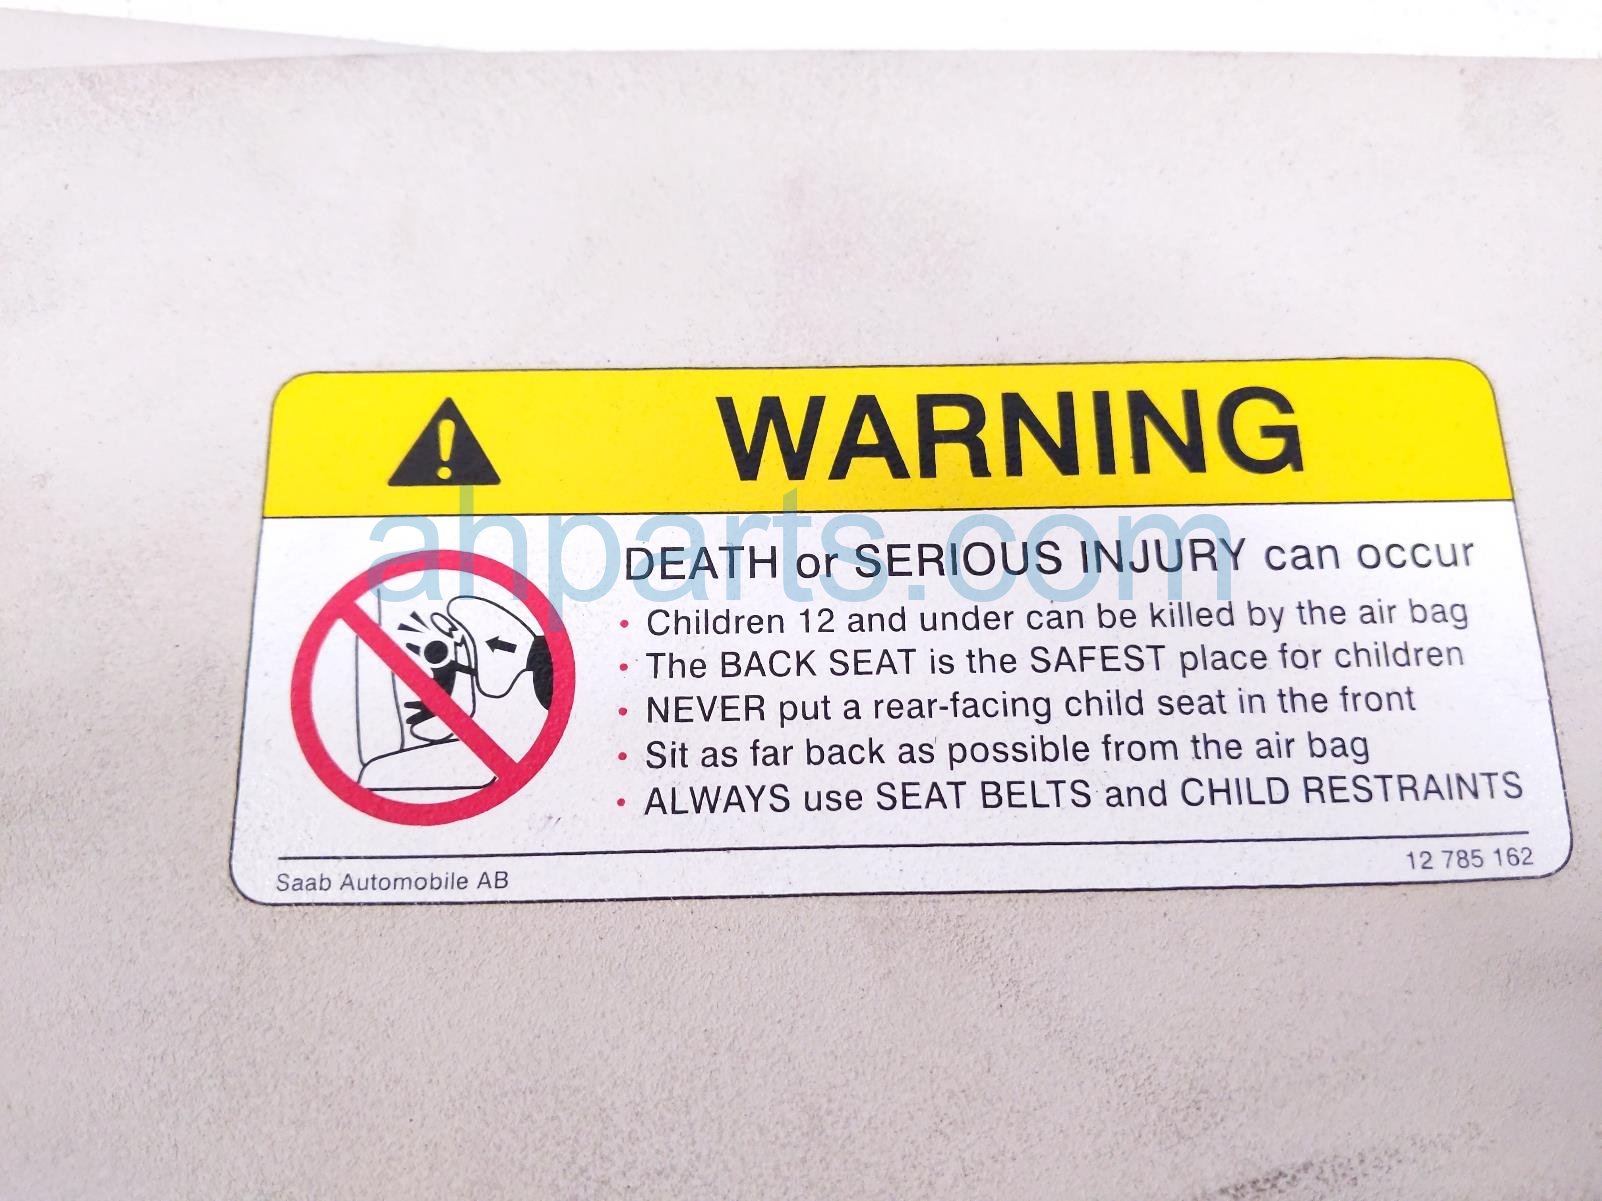 WARNING
DEATH or SERIOUS INJURY can occur
• Children 12 and under can be killed by the air bag
• The BACK SEAT is the SAFEST place for children
• NEVER put a rear-facing child seat in the front
• Sit as far back as possible from the air bag
• ALWAYS use SEAT BELTS and CHILD RESTRAINTS
Saab Automobile AB
12 785 162
ahparts.com